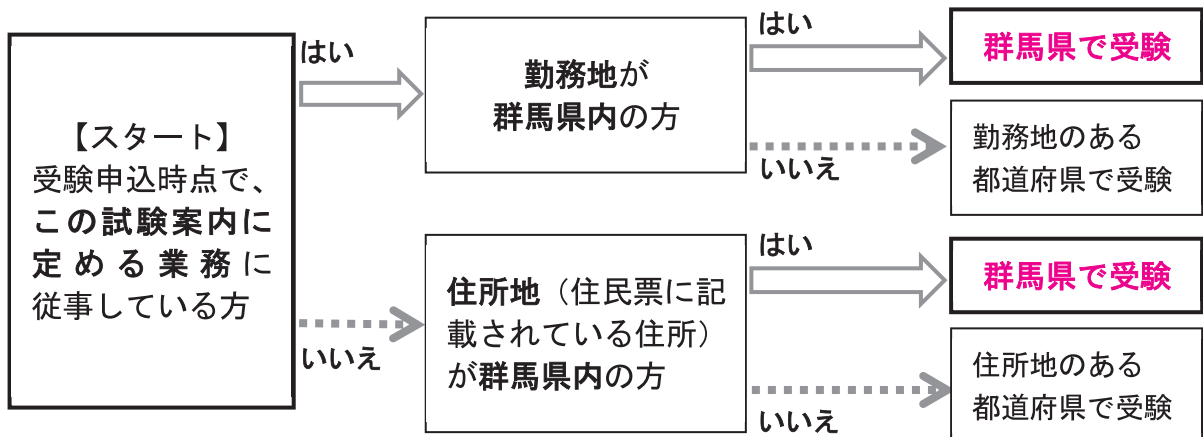 【スタート】
受験申込時点で、
この試験案内に
定める業務に
従事している方
はい
いいえ
勤務地が
群馬県内の方
はい
群馬県で受験
いいえ
勤務地のある
都道府県で受験
住所地（住民票に記
載されている住所）
が群馬県内の方
はい
群馬県で受験
いいえ
住所地のある
都道府県で受験